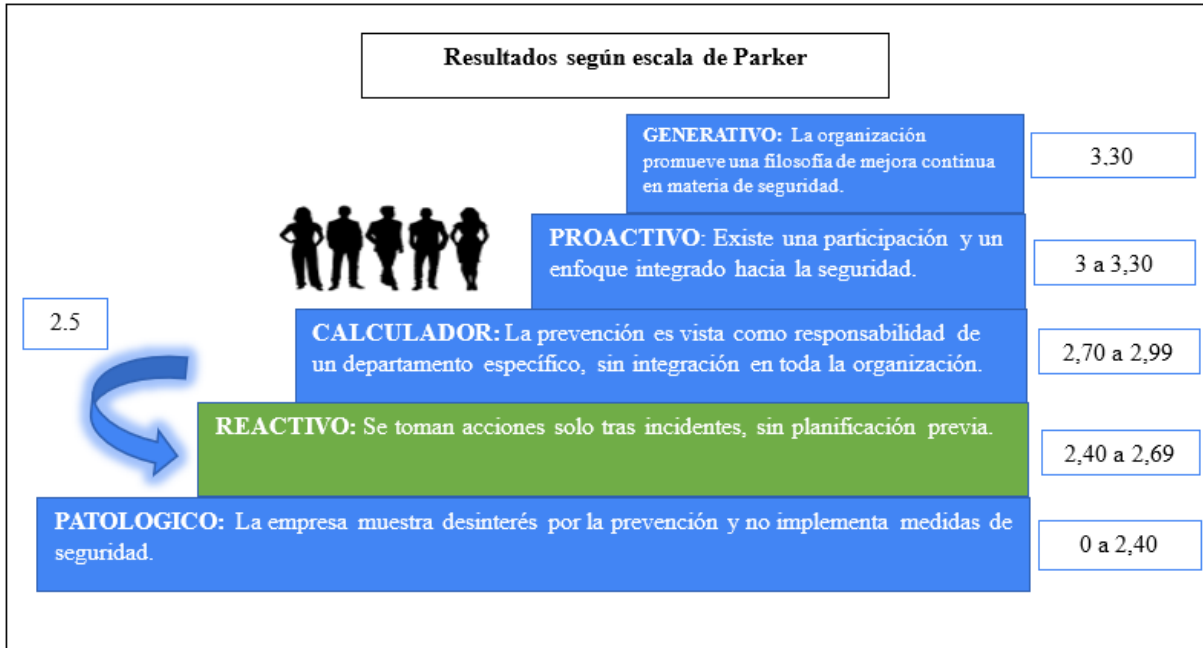 Resultados según escala de Parker
GENERATIVO: La organización
promueve una filosofía de mejora continua
en materia de seguridad.
3,30
PROACTIVO: Existe una participación y un
enfoque integrado hacia la seguridad.
3 a 3,30
2.5
CALCULADOR: La prevención es vista como responsabilidad de
un departamento específico, sin integración en toda la organización.
2,70 a 2,99
REACTIVO: Se toman acciones solo tras incidentes, sin planificación previa.
2,40 a 2,69
PATOLOGICO: La empresa muestra desinterés por la prevención y no implementa medidas de
seguridad.
0 a 2,40